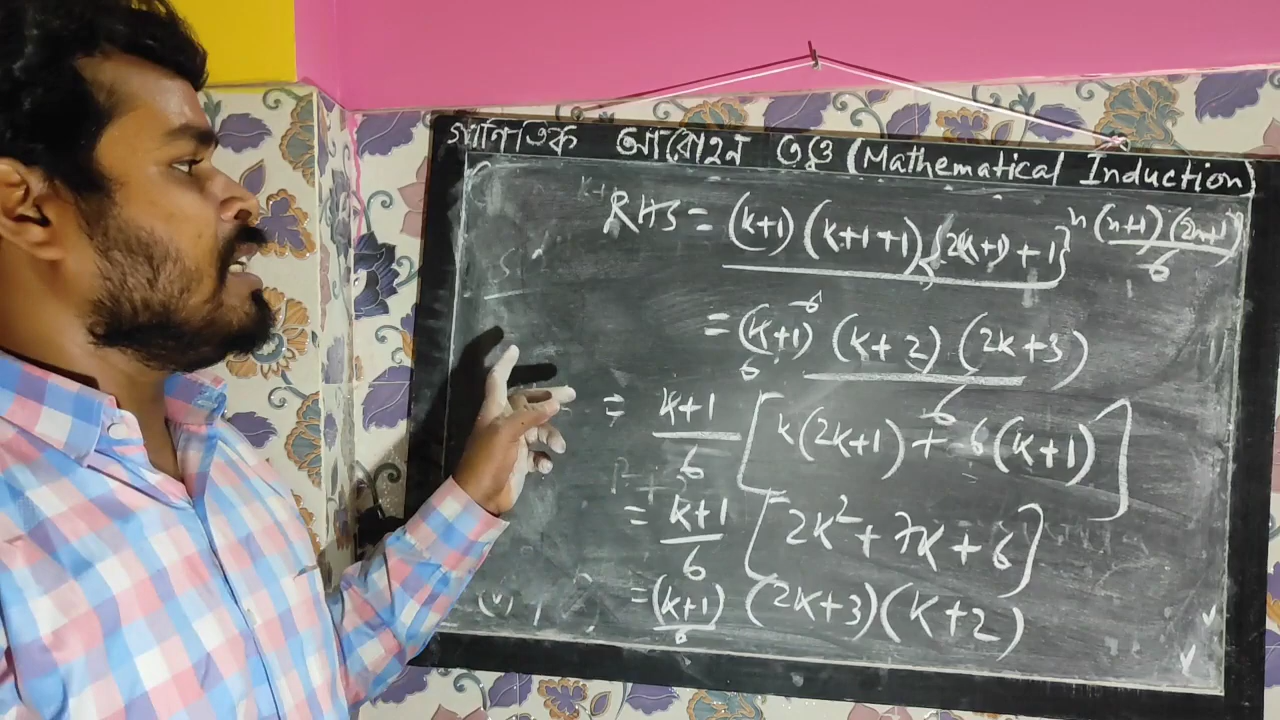 গাণিতিক আরোহন তত্ত্ব (Mathematical Induction)
RHS = (k+1) (k+1+1) {2(k+1)+1}
6
n(n+1)(2n+1)
6
= (k+1) (k+2) (2k+3)
6
= k+1/6 [k(2k+1) + 6(k+1)]
= k+1/6 [2k²+7k+6]
= (k+1)/6 (2k+3)(k+2)